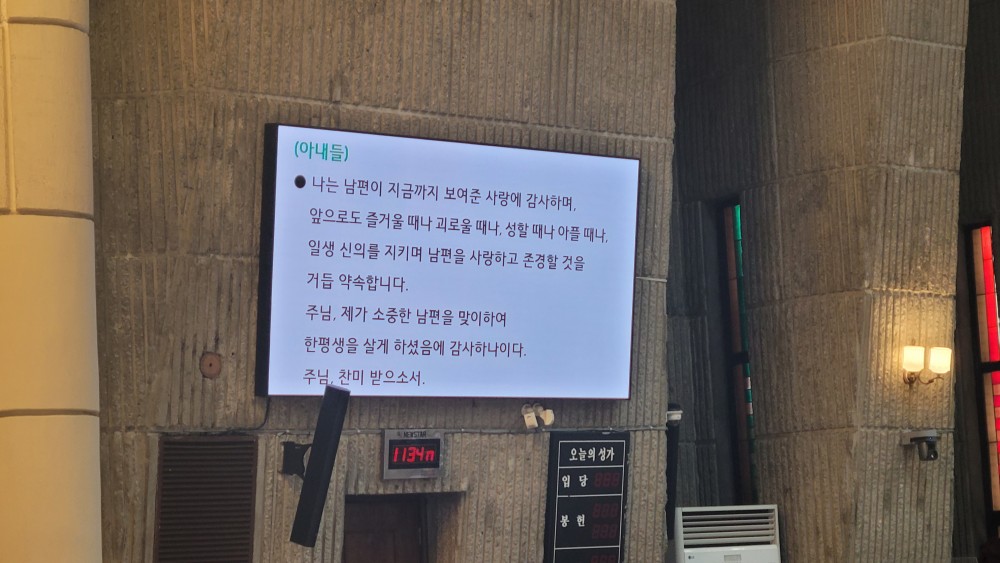 (아내들)
● 나는 남편이 지금까지 보여준 사랑에 감사하며,
앞으로도 즐거울 때나 괴로울 때나, 성할 때나 아플 때나,
일생 신의를 지키며 남편을 사랑하고 존경할 것을
거듭 약속합니다.
주님, 제가 소중한 남편을 맞이하여
한평생을 살게 하셨음에 감사하나이다.
주님, 찬미 받으소서.
NEWSTAR
1134
오늘의 성가
입 당
봉 헌
LG